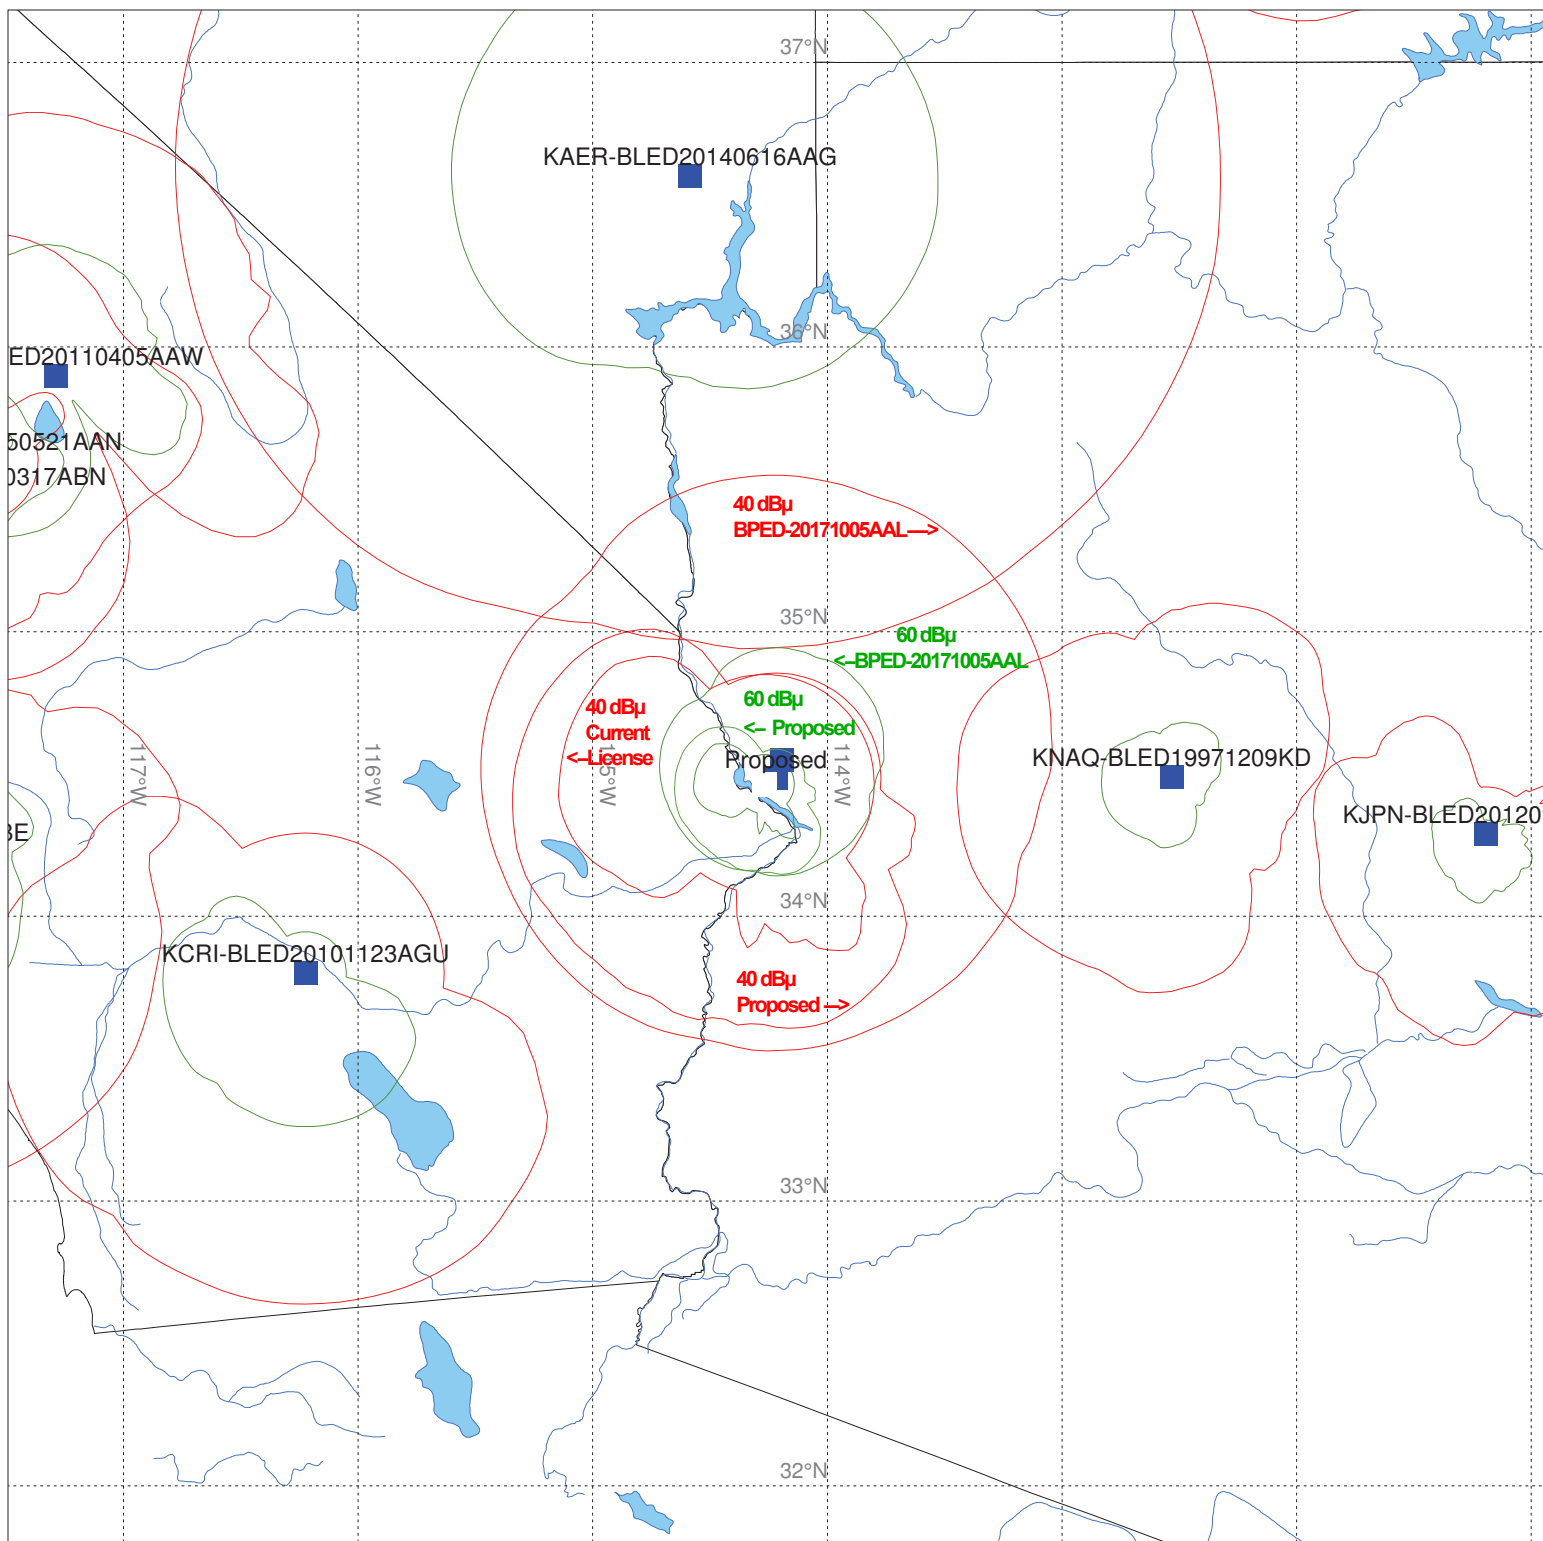 37°N
KAER-BLED20140616AAG
36°N
ED20110405AAW
50521AAN
0317ABN
40 dBµ
BPED-20171005AAL---->
35°N
60 dBµ
<--BPED-20171005AAL
60 dBµ
<-- Proposed
40 dBµ
Current
<--License
117°W
116°W
115°W
114°W
Proposed
KNAQ-BLED19971209KD
KJPN-BLED20120
BE
34°N
KCRI-BLED20101123AGU
40 dBµ
Proposed --->
33°N
32°N